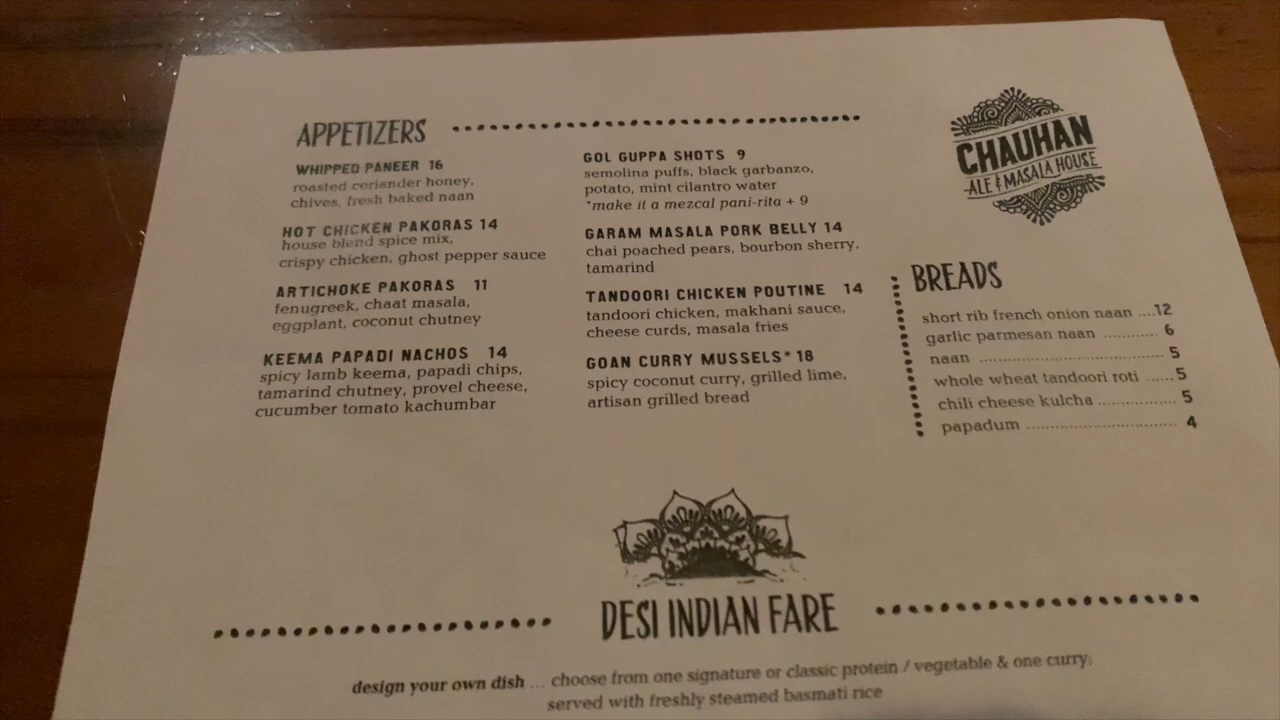 APPETIZERS
WHIPPED PANEER 16
roasted coriander honey,
chives, fresh baked naan
HOT CHICKEN PAKORAS 14
house blend spice mix,
crispy chicken, ghost pepper sauce
ARTICHOKE PAKORAS 11
fenugreek, chaat masala,
eggplant, coconut chutney
KEEMA PAPADI NACHOS 14
spicy lamb keema, papadi chips,
tamarind chutney, provel cheese,
cucumber tomato kachumbar
GOL GUPPA SHOTS 9
semolina puffs, black garbanzo,
potato, mint cilantro water
*make it a mezcal pani-rita + 9
GARAM MASALA PORK BELLY 14
chai poached pears, bourbon sherry,
tamarind
TANDOORI CHICKEN POUTINE 14
tandoori chicken, makhani sauce,
cheese curds, masala fries
GOAN CURRY MUSSELS* 18
spicy coconut curry, grilled lime,
artisan grilled bread
CHAUHAN
ALE & MASALA HOUSE
BREADS
short rib french onion naan ....12
garlic parmesan naan ........... 6
naan ..................................... 5
whole wheat tandoori roti ...... 5
chili cheese kulcha ................ 5
papadum .............................. 4
DESI INDIAN FARE
design your own dish ... choose from one signature or classic protein / vegetable & one curry.
served with freshly steamed basmati rice